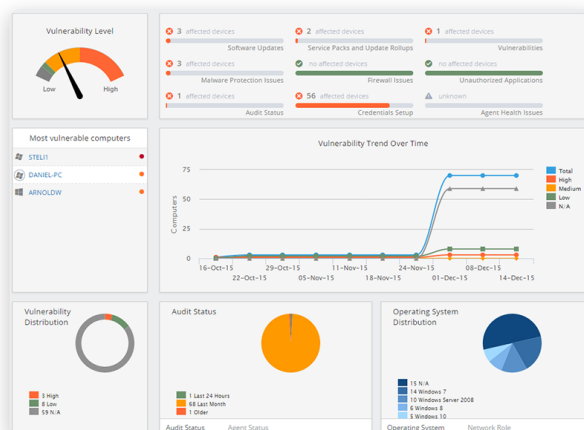 Vulnerability Level
Low High
3 affected devices
Software Updates
2 affected devices
Service Packs and Update Rollups
1 affected devices
Vulnerabilities
3 affected devices
Malware Protection Issues
no affected devices
Firewall Issues
no affected devices
Unauthorized Applications
1 affected devices
Audit Status
56 affected devices
Credentials Setup
unknown
Agent Health Issues
Most vulnerable computers
STELI1
DANIEL-PC
ARNOLDW
Vulnerability Trend Over Time
Computers
75
50
25
0
16-Oct-15 29-Oct-15 11-Nov-15 24-Nov-15 08-Dec-15
22-Oct-15 05-Nov-15 18-Nov-15 01-Dec-15 14-Dec-15
Total
High
Medium
Low
N/A
Vulnerability
Distribution
3 High
8 Low
59 N/A
Audit Status
1 Last 24 Hours
68 Last Month
1 Older
Audit Status Agent Status
Operating System
Distribution
15 N/A
14 Windows 7
10 Windows Server 2008
6 Windows 8
5 Windows 10
Operating System Network Role